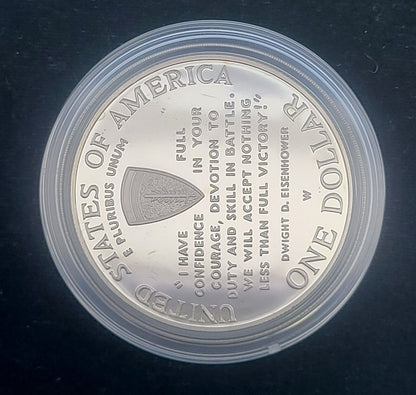 UNITED STATES OF AMERICA
E PLURIBUS UNUM
"I HAVE FULL
CONFIDENCE IN YOUR
COURAGE, DEVOTION TO
DUTY AND SKILL IN BATTLE.
WE WILL ACCEPT NOTHING
LESS THAN FULL VICTORY!"
DWIGHT D. EISENHOWER
W
ONE DOLLAR